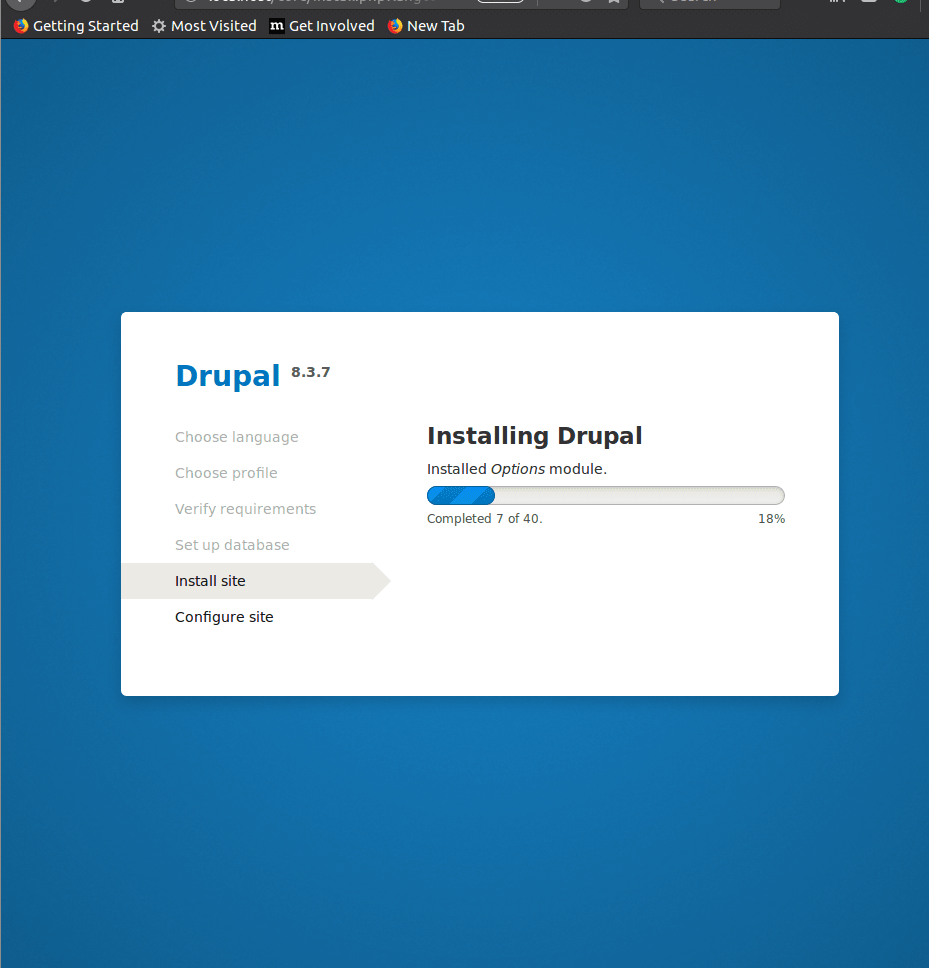 Getting Started Most Visited Get Involved New Tab
Drupal 8.3.7
Choose language
Choose profile
Verify requirements
Set up database
Install site
Configure site
Installing Drupal
Installed Options module.
Completed 7 of 40. 18%